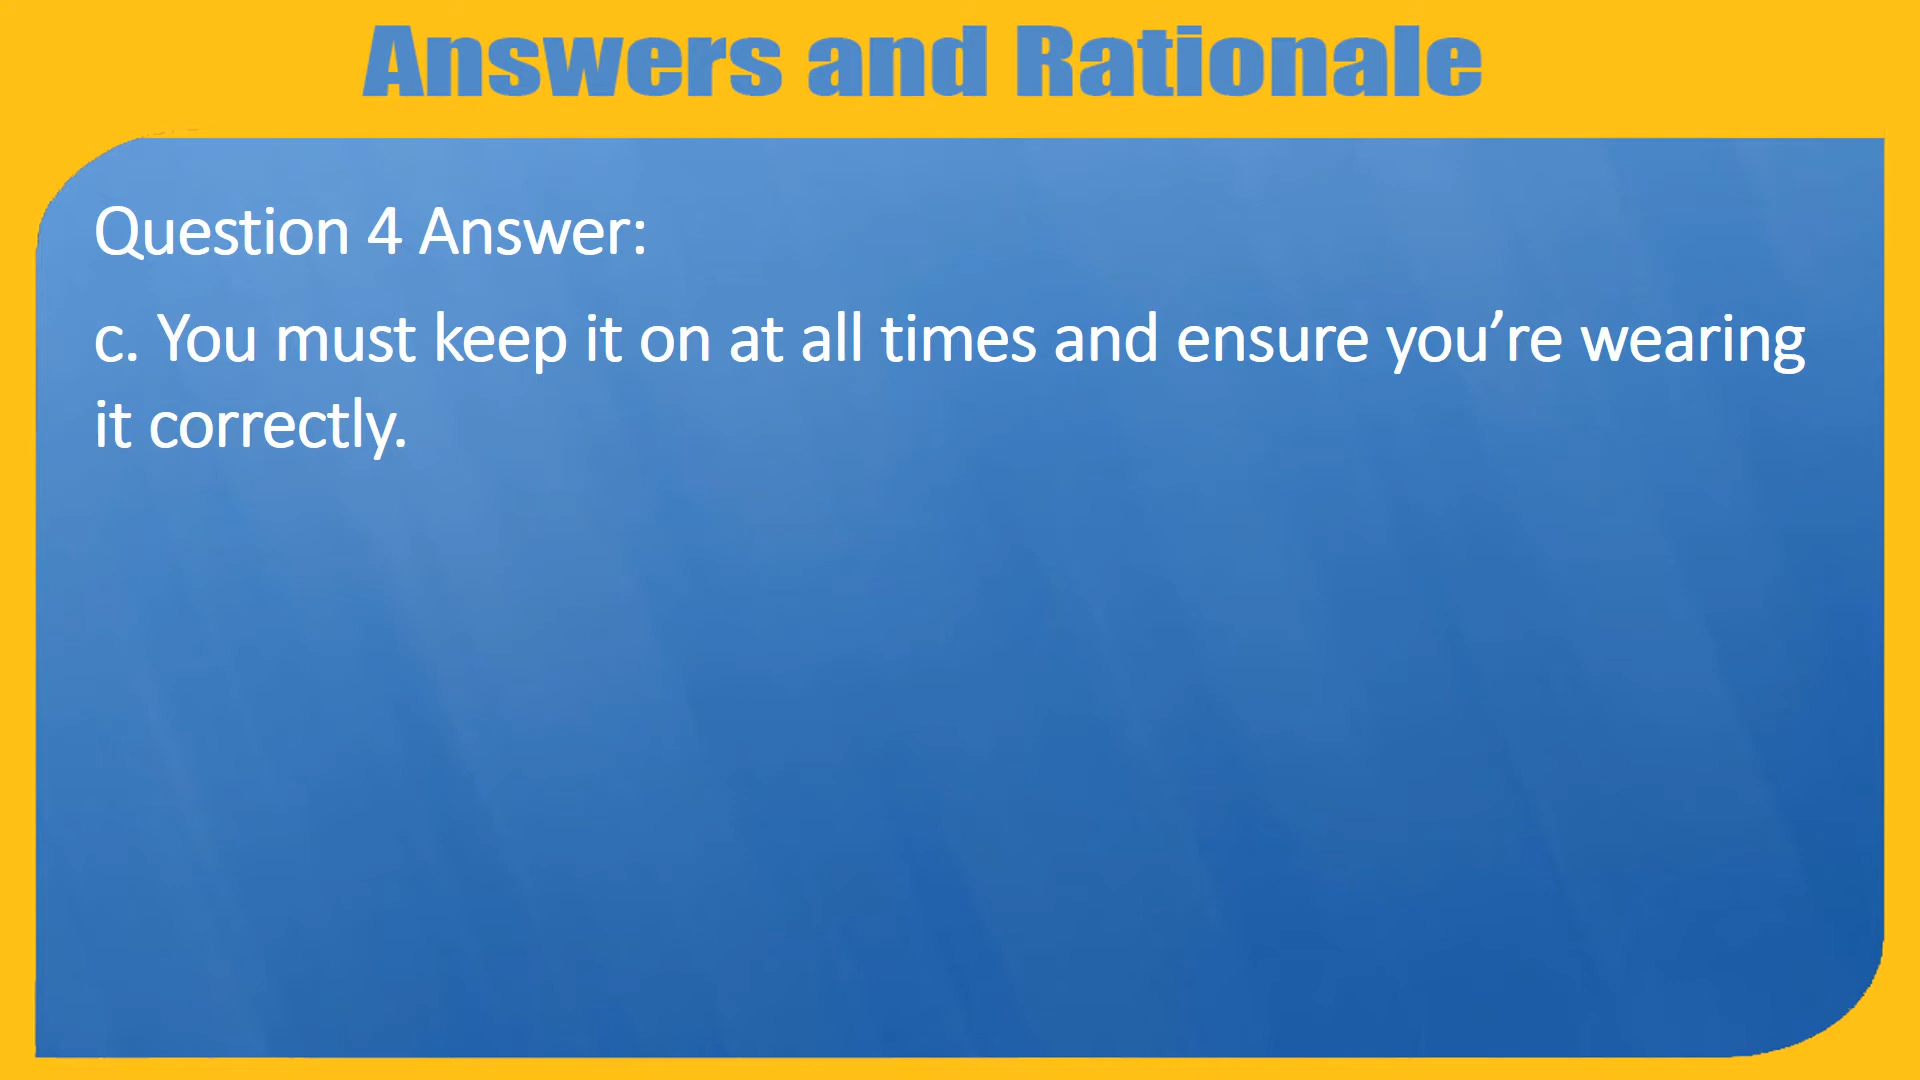 Answers and Rationale
Question 4 Answer:
c. You must keep it on at all times and ensure you’re wearing
it correctly.